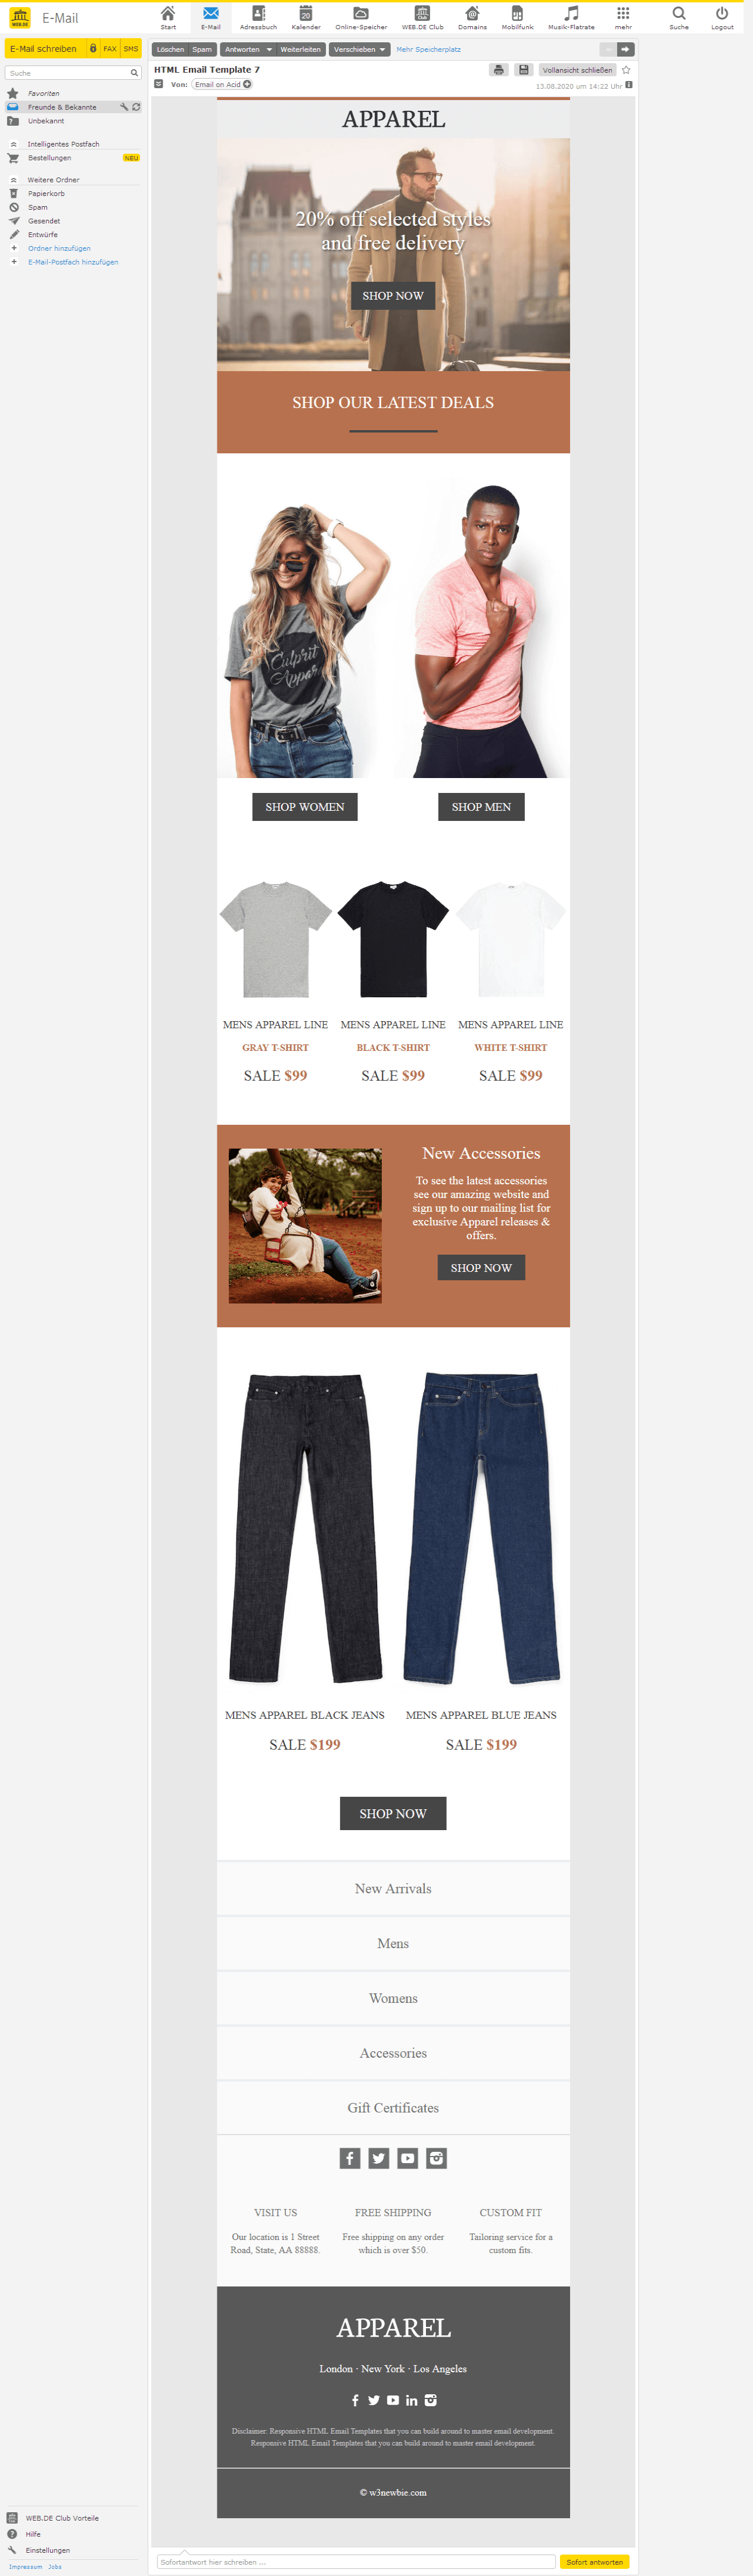 WEB.DE
E-Mail
Start
E-Mail
Adressbuch
20
Kalender
Online-Speicher
Club
WEB.DE Club
Domains
Mobilfunk
Musik-Flatrate
mehr
Suche
Logout
E-Mail schreiben
FAX
SMS
Suche
Favoriten
Freunde & Bekannte
Unbekannt
Intelligentes Postfach
Bestellungen
NEU
Weitere Ordner
Papierkorb
Spam
Gesendet
Entwürfe
Ordner hinzufügen
E-Mail-Postfach hinzufügen
Löschen
Spam
Antworten
Weiterleiten
Verschieben
Mehr Speicherplatz
HTML Email Template 7
Vollansicht schließen
Von: Email on Acid
13.08.2020 um 14:22 Uhr
APPAREL
20% off selected styles
and free delivery
SHOP NOW
SHOP OUR LATEST DEALS
Culprit
Appar
SHOP WOMEN
SHOP MEN
MENS APPAREL LINE
GRAY T-SHIRT
SALE $99
MENS APPAREL LINE
BLACK T-SHIRT
SALE $99
MENS APPAREL LINE
WHITE T-SHIRT
SALE $99
New Accessories
To see the latest accessories
see our amazing website and
sign up to our mailing list for
exclusive Apparel releases &
offers.
SHOP NOW
MENS APPAREL BLACK JEANS
SALE $199
MENS APPAREL BLUE JEANS
SALE $199
SHOP NOW
New Arrivals
Mens
Womens
Accessories
Gift Certificates
VISIT US
Our location is 1 Street
Road, State, AA 88888.
FREE SHIPPING
Free shipping on any order
which is over $50.
CUSTOM FIT
Tailoring service for a
custom fits.
APPAREL
London · New York · Los Angeles
Disclaimer: Responsive HTML Email Templates that you can build around to master email development.
Responsive HTML Email Templates that you can build around to master email development.
© w3newbie.com
WEB.DE Club Vorteile
Hilfe
Einstellungen
Impressum
Jobs
Sofortantwort hier schreiben ...
Sofort antworten